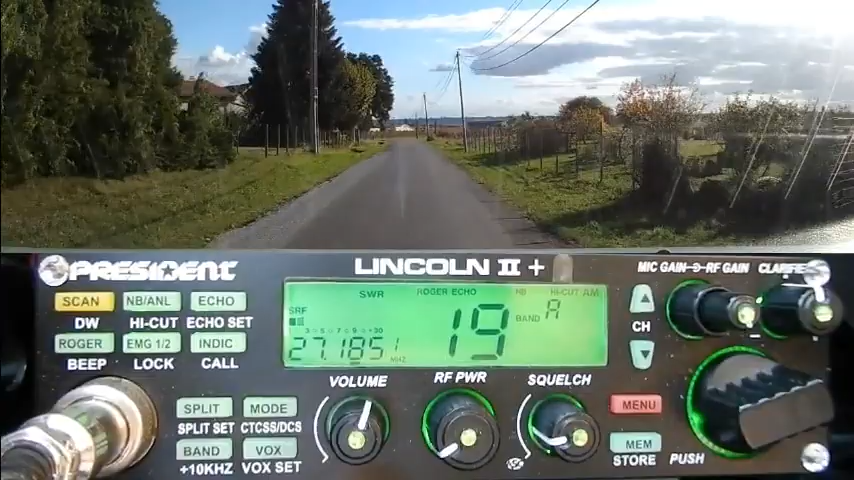 PRESIDENT LINCOLN II + MIC GAIN RF GAIN CLARIFIER
SCAN NB/ANL ECHO
DW HI-CUT ECHO SET
ROGER EMG 1/2 INDIC
BEEP LOCK CALL
SWR ROGER ECHO NB HI-CUT AM
SRF
19 BAND A
27.1851 MHZ
CH
VOLUME RF PWR SQUELCH
SPLIT MODE
SPLIT SET CTCSS/DCS
BAND VOX
+10KHz VOX SET
MENU
MEM
STORE PUSH